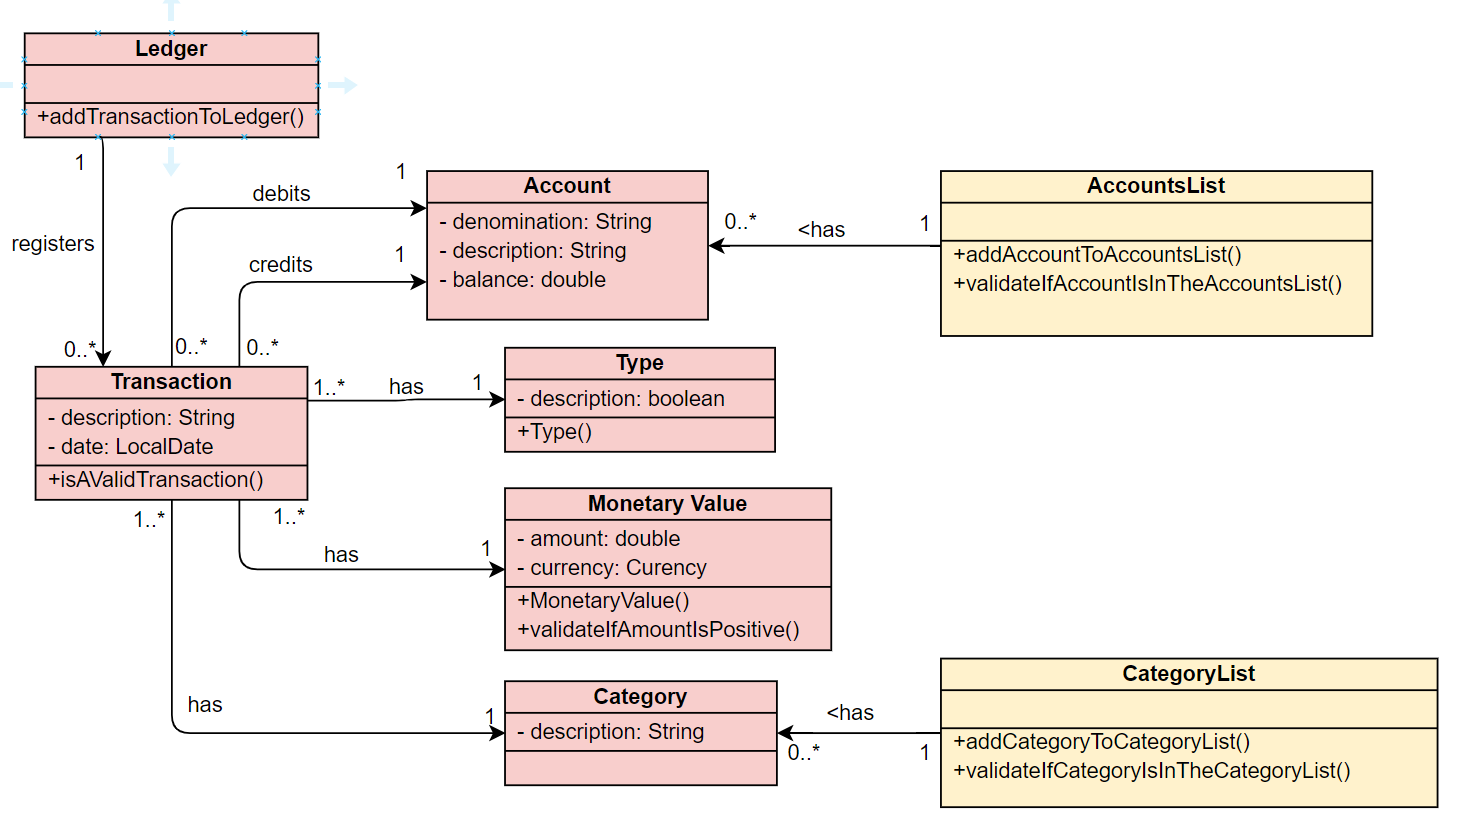 Ledger
+addTransactionToLedger()
1
registers
0..*
debits
1
credits
1
0..*
0..*
Account
- denomination: String
- description: String
- balance: double
0..*
<has
1
AccountsList
+addAccountToAccountsList()
+validateIfAccountIsInTheAccountsList()
Transaction
- description: String
- date: LocalDate
+isAValidTransaction()
1..*
has
1
Type
- description: boolean
+Type()
1..*
1..*
has
1
Monetary Value
- amount: double
- currency: Curency
+MonetaryValue()
+validateIfAmountIsPositive()
has
1
Category
- description: String
<has
0..*
1
CategoryList
+addCategoryToCategoryList()
+validateIfCategoryIsInTheCategoryList()